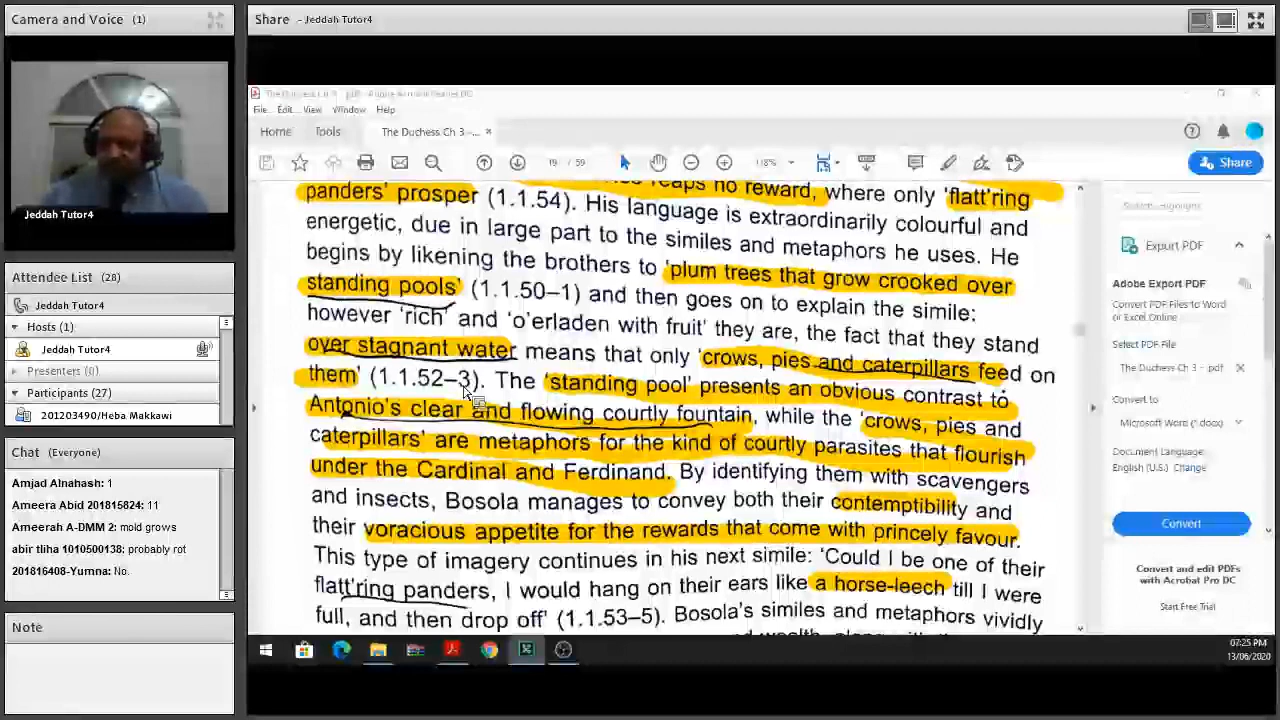 Camera and Voice (1)
Jeddah Tutor4
Attendee List (28)
Jeddah Tutor4
Hosts (1)
Jeddah Tutor4
Presenters (0)
Participants (27)
201203490/Heba Makkawi
Chat (Everyone)
Amjad Alnahash: 1
Ameera Abid 201815824: 11
Ameerah A-DMM 2: mold grows
abir tliha 1010500138: probably rot
201816408-Yumna: No.
Note
Share - Jeddah Tutor4
File Edit View Window Help
Home Tools The Duchess Ch 3 -... ×
19 / 59 118%
Share
reaps no reward, where only 'flatt'ring
panders' prosper (1.1.54). His language is extraordinarily colourful and
energetic, due in large part to the similes and metaphors he uses. He
begins by likening the brothers to 'plum trees that grow crooked over
standing pools' (1.1.50–1) and then goes on to explain the simile:
however 'rich' and 'o'erladen with fruit' they are, the fact that they stand
over stagnant water means that only 'crows, pies and caterpillars feed on
them' (1.1.52–3). The 'standing pool' presents an obvious contrast to
Antonio's clear and flowing courtly fountain, while the 'crows, pies and
caterpillars' are metaphors for the kind of courtly parasites that flourish
under the Cardinal and Ferdinand. By identifying them with scavengers
and insects, Bosola manages to convey both their contemptibility and
their voracious appetite for the rewards that come with princely favour.
This type of imagery continues in his next simile: 'Could I be one of their
flatt'ring panders, I would hang on their ears like a horse-leech till I were
full, and then drop off' (1.1.53–5). Bosola's similes and metaphors vividly
Export PDF
Adobe Export PDF
Convert PDF Files to Word
or Excel Online
Select PDF File
The Duchess Ch 3 -.pdf ×
Convert to
Microsoft Word (*.docx)
Document Language:
English (U.S.) Change
Convert
Convert and edit PDFs
with Acrobat Pro DC
Start Free Trial
07:25 PM
13/06/2020